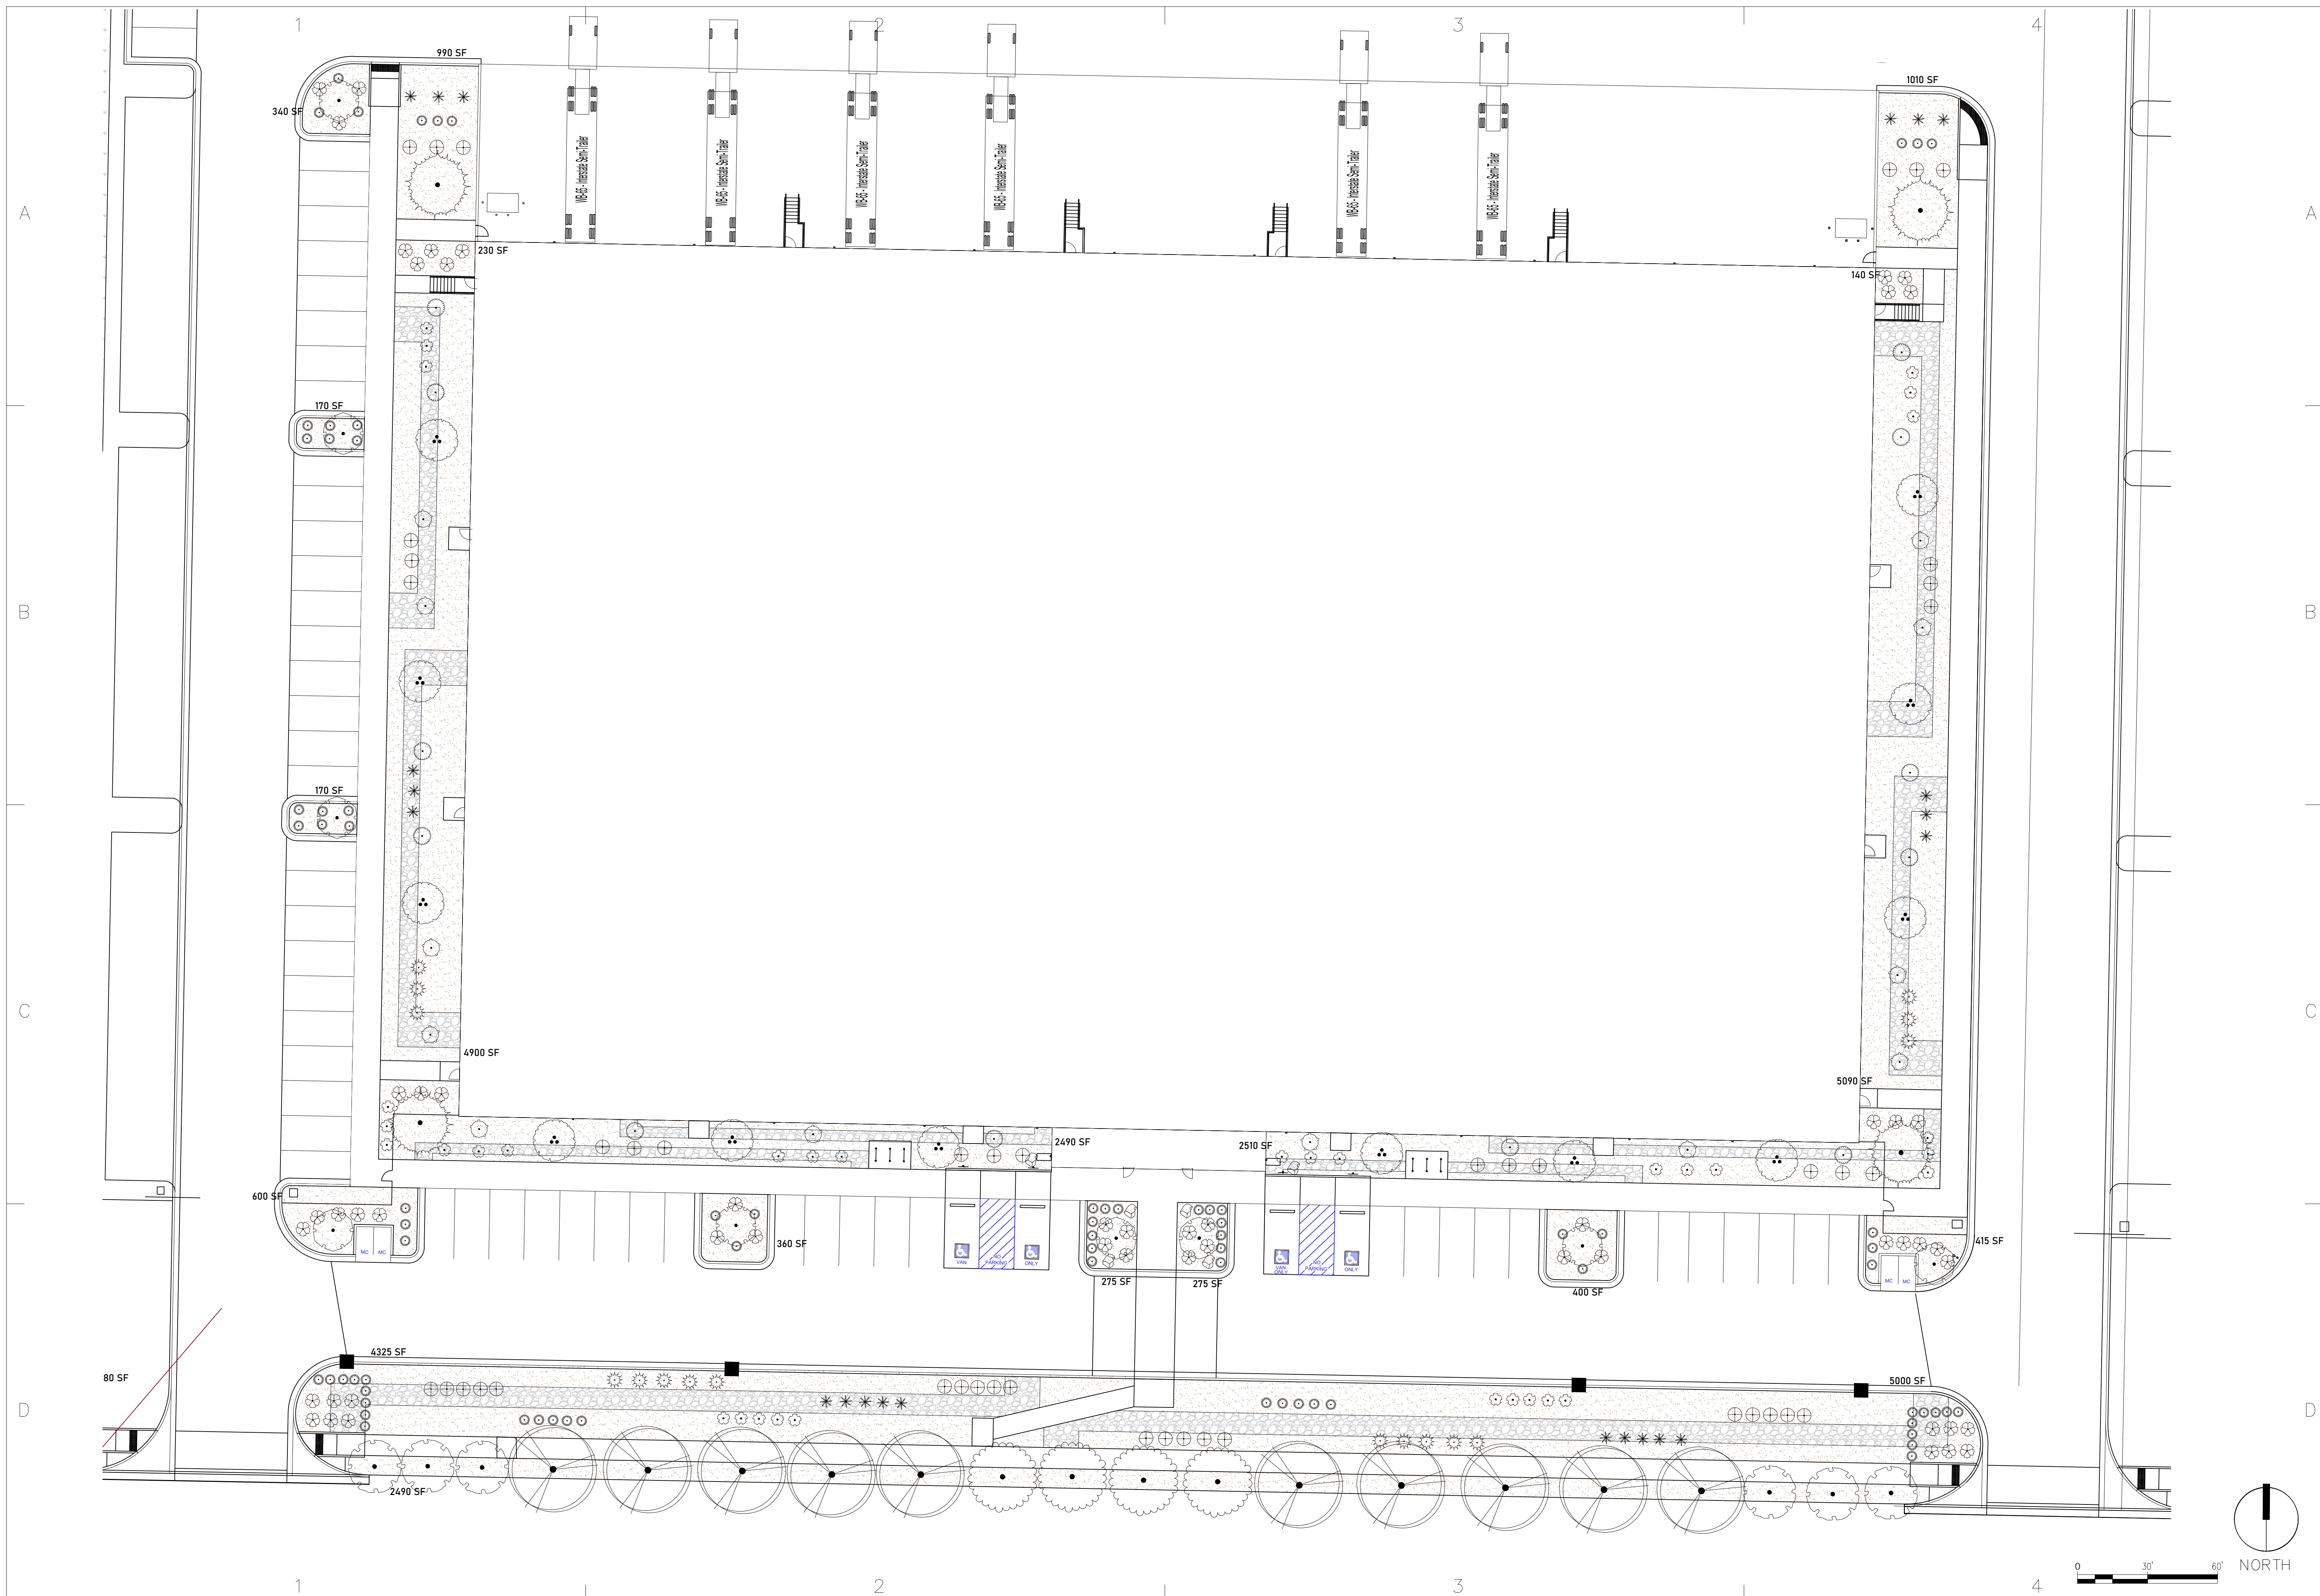 1
2
3
4
990 SF
1010 SF
340 SF
WB-65 - Interstate Semi-Trailer
WB-65 - Interstate Semi-Trailer
WB-65 - Interstate Semi-Trailer
WB-65 - Interstate Semi-Trailer
WB-65 - Interstate Semi-Trailer
WB-65 - Interstate Semi-Trailer
A
A
230 SF
140 SF
170 SF
B
B
170 SF
C
C
4900 SF
5090 SF
2490 SF
2510 SF
600 SF
MC
MC
360 SF
VAN
NO
PARKING
ONLY
275 SF
275 SF
VAN
ONLY
NO
PARKING
ONLY
400 SF
MC
MC
415 SF
4325 SF
80 SF
5000 SF
D
D
2490 SF
NORTH
0
30'
60'
1
2
3
4